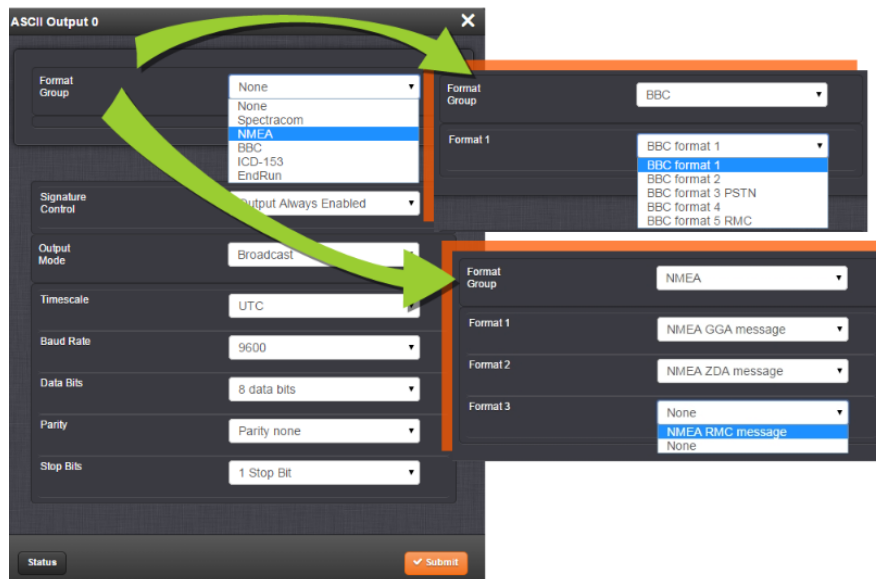 ASCII Output 0
Format
Group
None
None
Spectracom
NMEA
BBC
ICD-153
EndRun
Signature
Control
Output Always Enabled
Output
Mode
Broadcast
Timescale
UTC
Baud Rate
9600
Data Bits
8 data bits
Parity
Parity none
Stop Bits
1 Stop Bit
Status
Submit
Format
Group
BBC
Format 1
BBC format 1
BBC format 1
BBC format 2
BBC format 3 PSTN
BBC format 4
BBC format 5 RMC
Format
Group
NMEA
Format 1
NMEA GGA message
Format 2
NMEA ZDA message
Format 3
None
NMEA RMC message
None